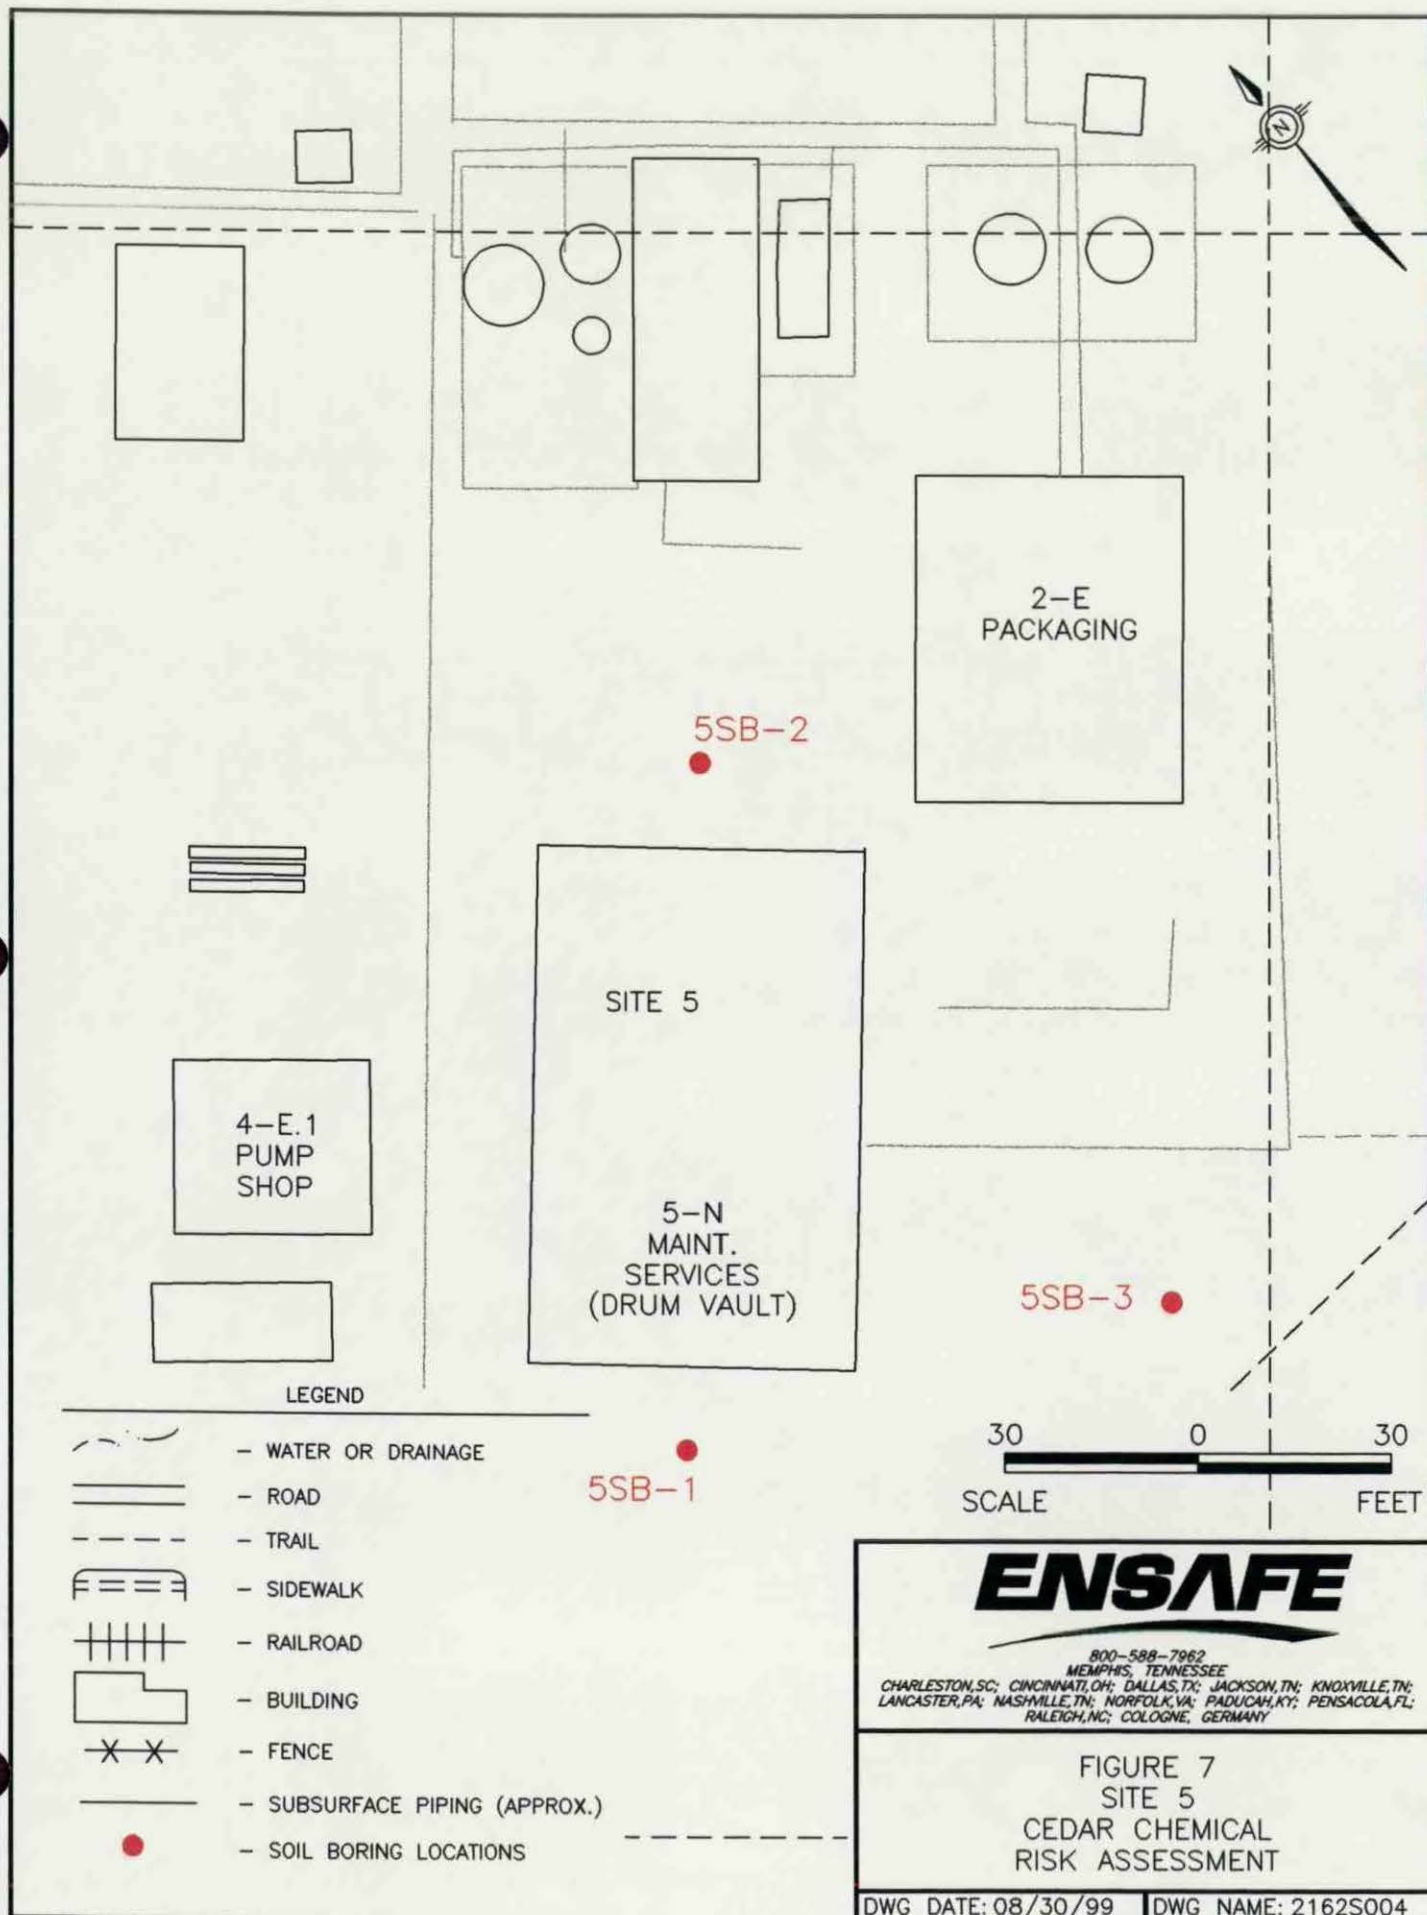 N
2-E
PACKAGING
5SB-2
SITE 5
4-E.1
PUMP
SHOP
5-N
MAINT.
SERVICES
(DRUM VAULT)
5SB-3
5SB-1
30 0 30
SCALE FEET
LEGEND
- WATER OR DRAINAGE
- ROAD
- TRAIL
- SIDEWALK
- RAILROAD
- BUILDING
- FENCE
- SUBSURFACE PIPING (APPROX.)
- SOIL BORING LOCATIONS
ENSAFE
800-588-7962
MEMPHIS, TENNESSEE
CHARLESTON,SC; CINCINNATI,OH; DALLAS,TX; JACKSON,TN; KNOXVILLE,TN;
LANCASTER,PA; NASHVILLE,TN; NORFOLK,VA; PADUCAH,KY; PENSACOLA,FL;
RALEIGH,NC; COLOGNE, GERMANY
FIGURE 7
SITE 5
CEDAR CHEMICAL
RISK ASSESSMENT
DWG DATE: 08/30/99 DWG NAME: 2162S004